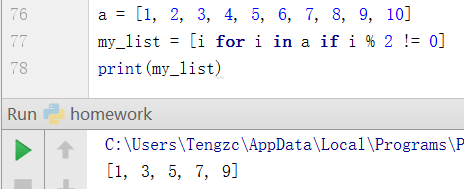 76
a = [1, 2, 3, 4, 5, 6, 7, 8, 9, 10]
77
my_list = [i for i in a if i % 2 != 0]
78
print(my_list)
Run homework
C:\Users\Tengzc\AppData\Local\Programs\P
[1, 3, 5, 7, 9]